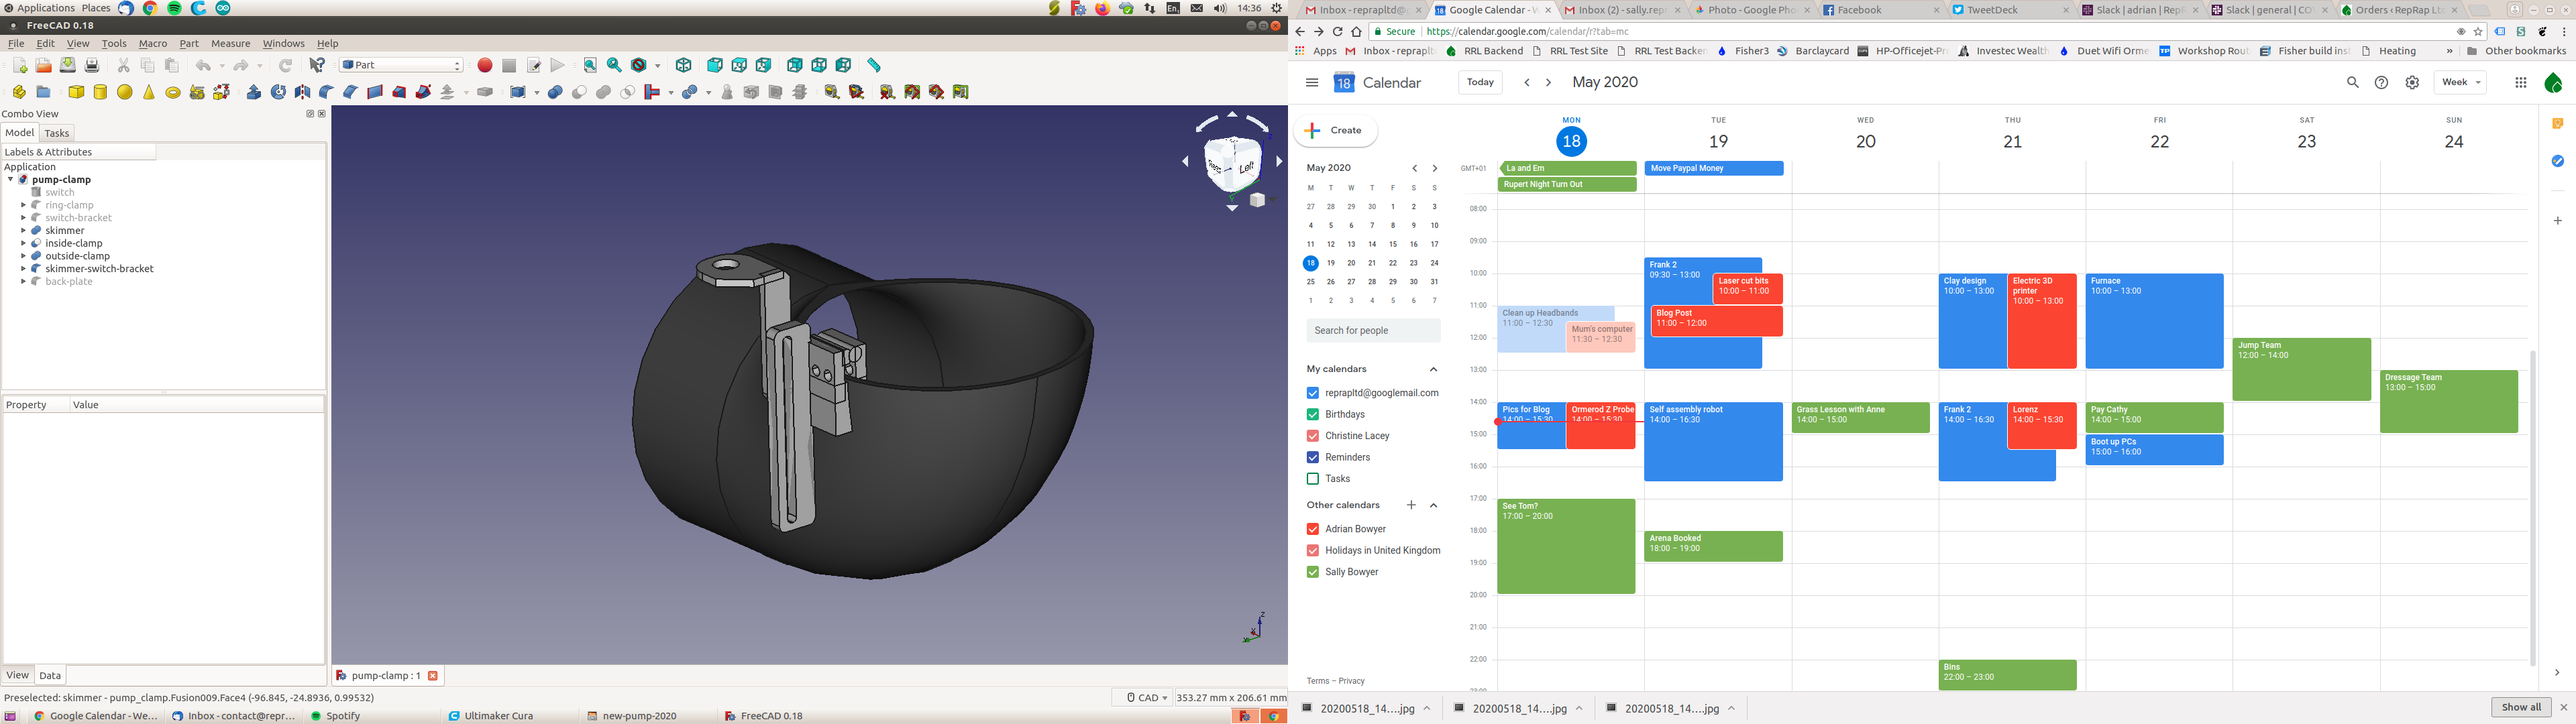 Applications Places
En₁
14:36
FreeCAD 0.18
File Edit View Tools Macro Part Measure Windows Help
Part
Combo View
Model Tasks
Labels & Attributes
Application
pump-clamp
switch
ring-clamp
switch-bracket
skimmer
inside-clamp
outside-clamp
skimmer-switch-bracket
back-plate
Property Value
View Data
Left
Z
pump-clamp : 1
Preselected: skimmer - pump_clamp.Fusion009.Face4 (-96.845, -24.8936, 0.99532)
CAD
353.27 mm x 206.61 mm
Google Calendar - We...
Inbox - contact@repr...
Spotify
Ultimaker Cura
new-pump-2020
FreeCAD 0.18
Inbox - reprapltd@g
Google Calendar - W
Inbox (2) - sally.rep
Photo - Google Pho
Facebook
TweetDeck
Slack | adrian | RepR
Slack | general | CO
Orders ‹ RepRap Lt
Secure https://calendar.google.com/calendar/r?tab=mc
Apps
Inbox - reprapltd
RRL Backend
RRL Test Site
RRL Test Backen
Fisher3
Barclaycard
HP-Officejet-Pr
Investec Wealth
Duet Wifi Orme
Workshop Rout
Fisher build inst
Heating
»
Other bookmarks
18 Calendar
Today
May 2020
Week
Create
May 2020
M T W T F S S
27 28 29 30 1 2 3
4 5 6 7 8 9 10
11 12 13 14 15 16 17
18 19 20 21 22 23 24
25 26 27 28 29 30 31
1 2 3 4 5 6 7
Search for people
My calendars
reprapltd@googlemail.com
Birthdays
Christine Lacey
Reminders
Tasks
Other calendars
Adrian Bowyer
Holidays in United Kingdom
Sally Bowyer
Terms – Privacy
MON TUE WED THU FRI SAT SUN
18 19 20 21 22 23 24
GMT+01
La and Em
Rupert Night Turn Out
Move Paypal Money
08:00
09:00
10:00
11:00
12:00
13:00
14:00
15:00
16:00
17:00
18:00
19:00
20:00
21:00
22:00
Clean up Headbands
11:00 – 12:30
Mum's computer
11:30 – 12:30
Pics for Blog
14:00 – 15:30
Ormerod Z Probe
14:00 – 15:30
See Tom?
17:00 – 20:00
Frank 2
09:30 – 13:00
Laser cut bits
10:00 – 11:00
Blog Post
11:00 – 12:00
Self assembly robot
14:00 – 16:30
Arena Booked
18:00 – 19:00
Grass Lesson with Anne
14:00 – 15:00
Clay design
10:00 – 13:00
Electric 3D
printer
10:00 – 13:00
Frank 2
14:00 – 16:30
Lorenz
14:00 – 15:30
Bins
22:00 – 23:00
Furnace
10:00 – 13:00
Pay Cathy
14:00 – 15:00
Boot up PCs
15:00 – 16:00
Jump Team
12:00 – 14:00
Dressage Team
13:00 – 15:00
20200518_14....jpg
20200518_14....jpg
20200518_14....jpg
Show all